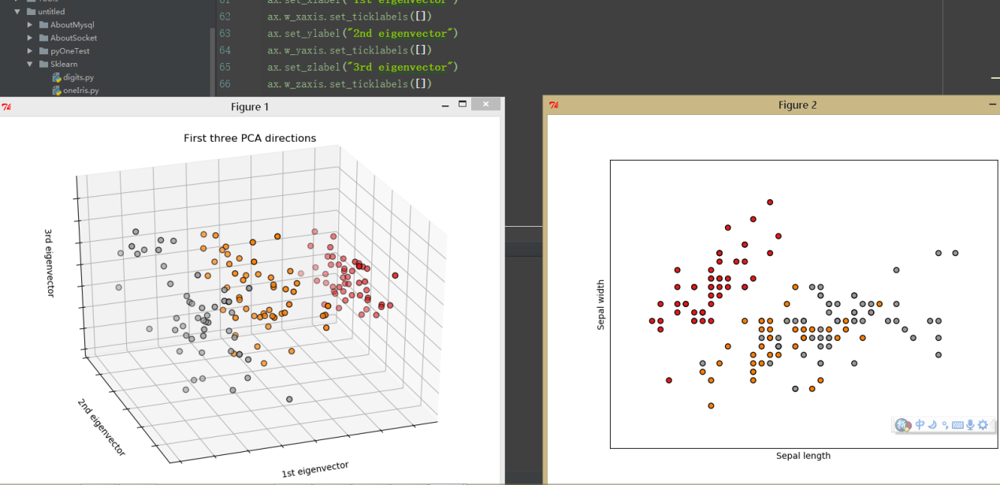 Tools
untitled
AboutMysql
AboutSocket
pyOneTest
Sklearn
digits.py
oneIris.py
61 ax.set_xlabel("1st eigenvector")
62 ax.w_xaxis.set_ticklabels([])
63 ax.set_ylabel("2nd eigenvector")
64 ax.w_yaxis.set_ticklabels([])
65 ax.set_zlabel("3rd eigenvector")
66 ax.w_zaxis.set_ticklabels([])
Figure 1
First three PCA directions
3rd eigenvector
2nd eigenvector
1st eigenvector
Figure 2
Sepal width
Sepal length
中